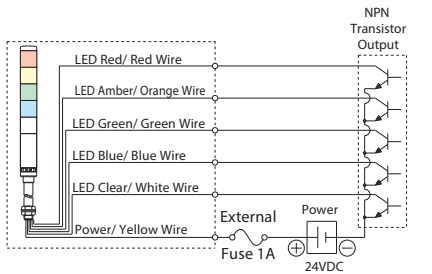 NPN
Transistor
Output
LED Red/ Red Wire
LED Amber/ Orange Wire
LED Green/ Green Wire
LED Blue/ Blue Wire
LED Clear/ White Wire
Power/ Yellow Wire
External
Fuse 1A
Power
24VDC